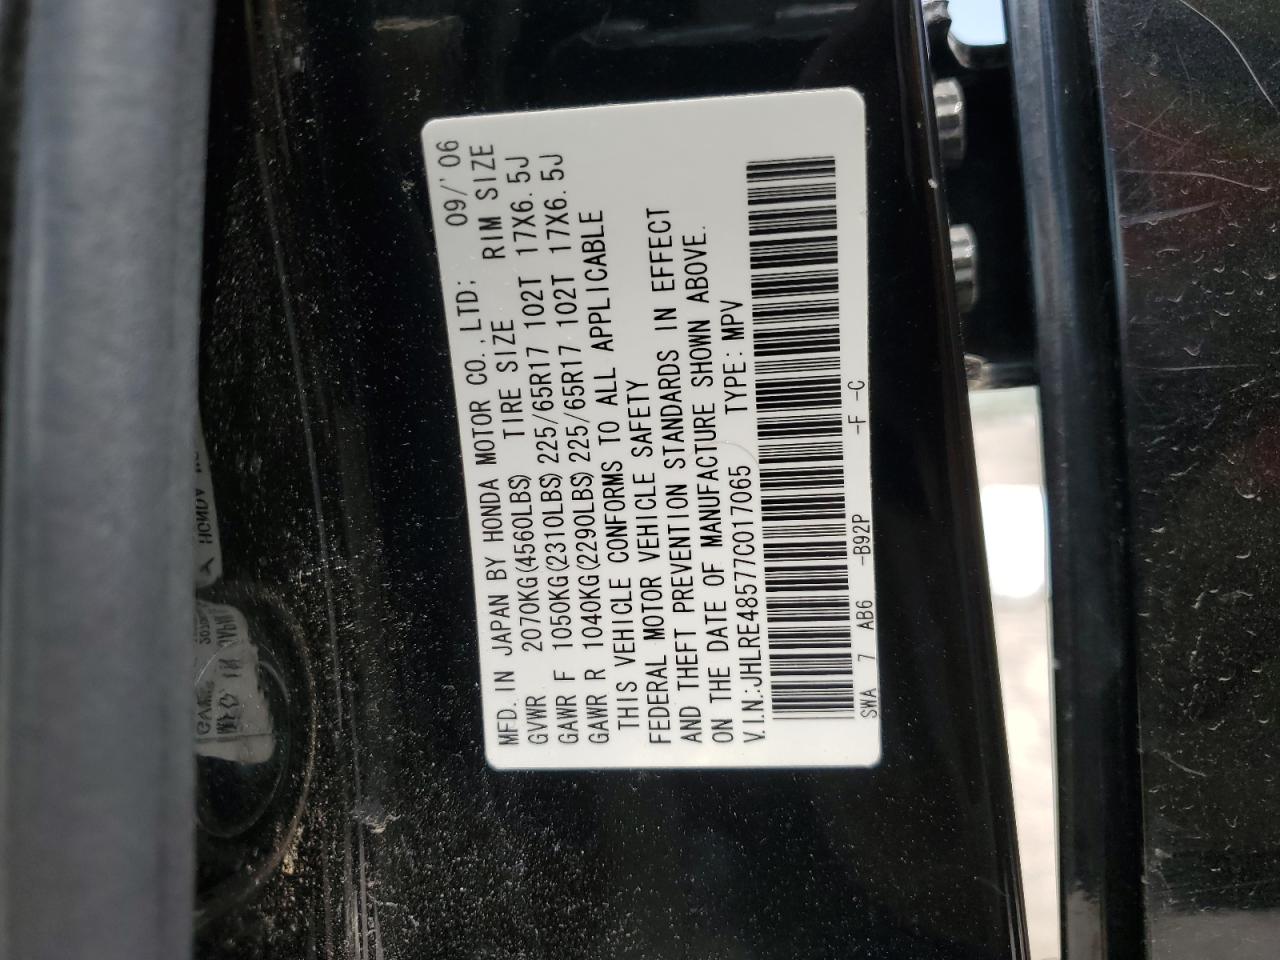 MFD. IN JAPAN BY HONDA MOTOR CO.,LTD; 09/'06
GVWR 2070KG(4560LBS) TIRE SIZE RIM SIZE
GAWR F 1050KG(2310LBS) 225/65R17 102T 17X6.5J
GAWR R 1040KG(2290LBS) 225/65R17 102T 17X6.5J
THIS VEHICLE CONFORMS TO ALL APPLICABLE
FEDERAL MOTOR VEHICLE SAFETY
AND THEFT PREVENTION STANDARDS IN EFFECT
ON THE DATE OF MANUFACTURE SHOWN ABOVE.
V.I.N.:JHLRE48577C017065 TYPE: MPV
SWA 7 AB6 -B92P -F -C